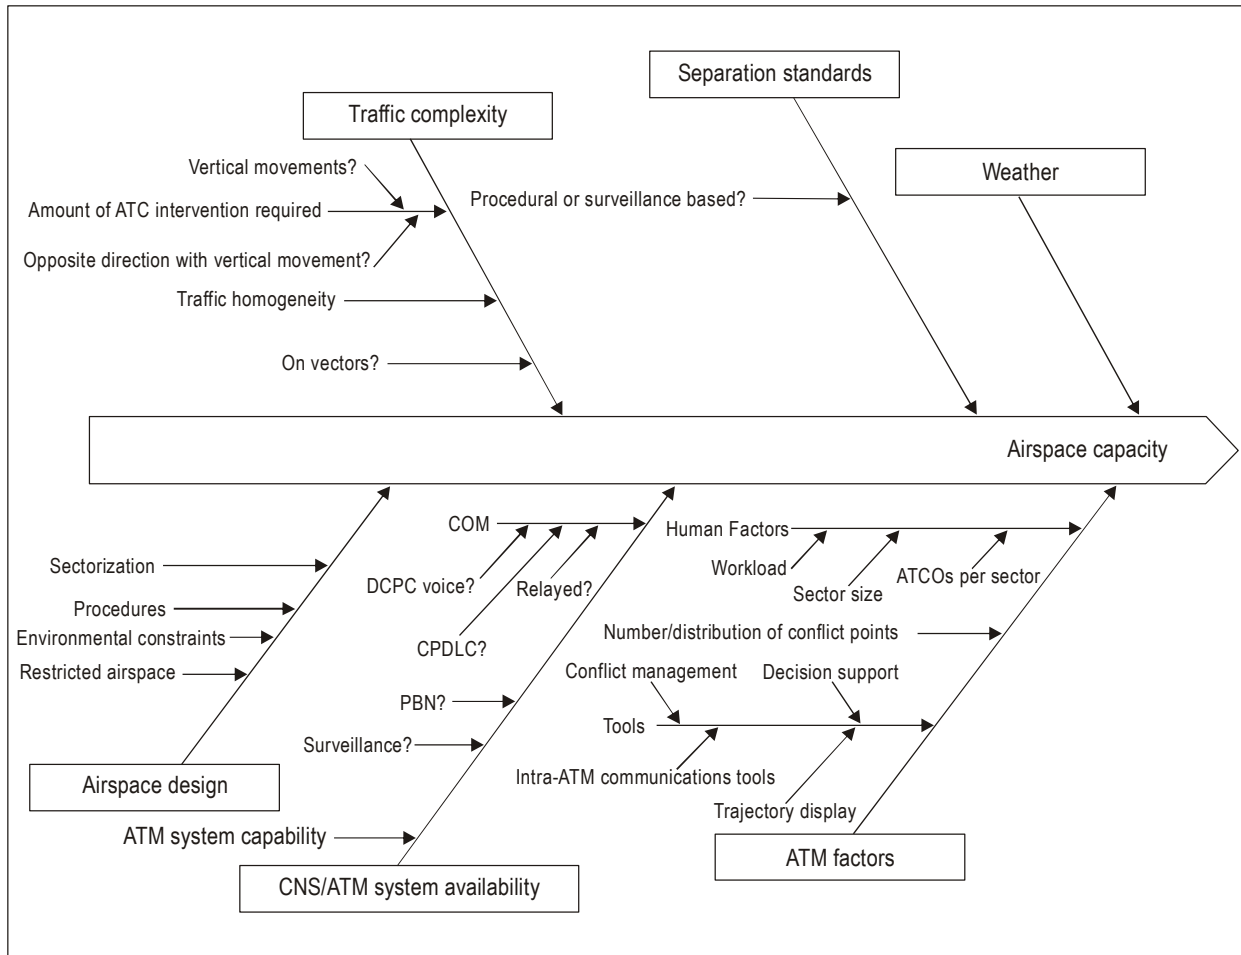 Separation standards
Traffic complexity
Vertical movements?
Weather
Procedural or surveillance based?
Amount of ATC intervention required
Opposite direction with vertical movement?
Traffic homogeneity
On vectors?
Airspace capacity
COM
Human Factors
Sectorization
Workload
ATCOs per sector
DCPC voice?
Relayed?
Sector size
Procedures
Environmental constraints
Number/distribution of conflict points
CPDLC?
Restricted airspace
Conflict management
Decision support
PBN?
Tools
Surveillance?
Intra-ATM communications tools
Airspace design
Trajectory display
ATM system capability
ATM factors
CNS/ATM system availability